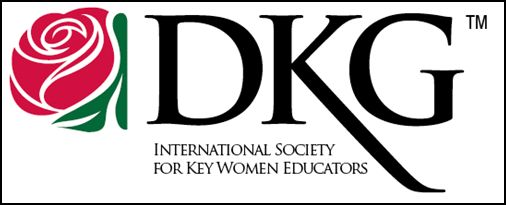 DKG™
INTERNATIONAL SOCIETY
FOR KEY WOMEN EDUCATORS